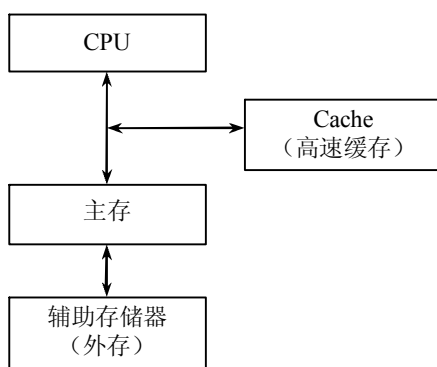 CPU
Cache
（高速缓存）
主存
辅助存储器
（外存）